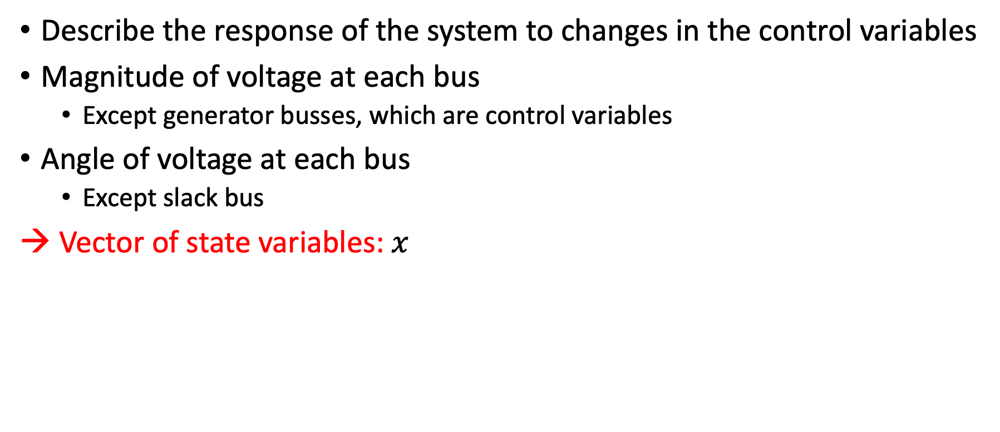 • Describe the response of the system to changes in the control variables
• Magnitude of voltage at each bus
• Except generator busses, which are control variables
• Angle of voltage at each bus
• Except slack bus
→ Vector of state variables: x